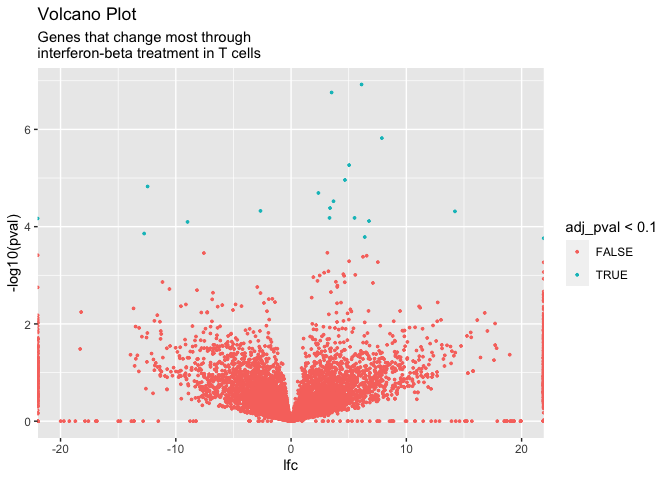 Volcano Plot
Genes that change most through
interferon-beta treatment in T cells
6
4
2
0
-log10(pval)
-20
-10
0
10
20
lfc
adj_pval < 0.1
FALSE
TRUE